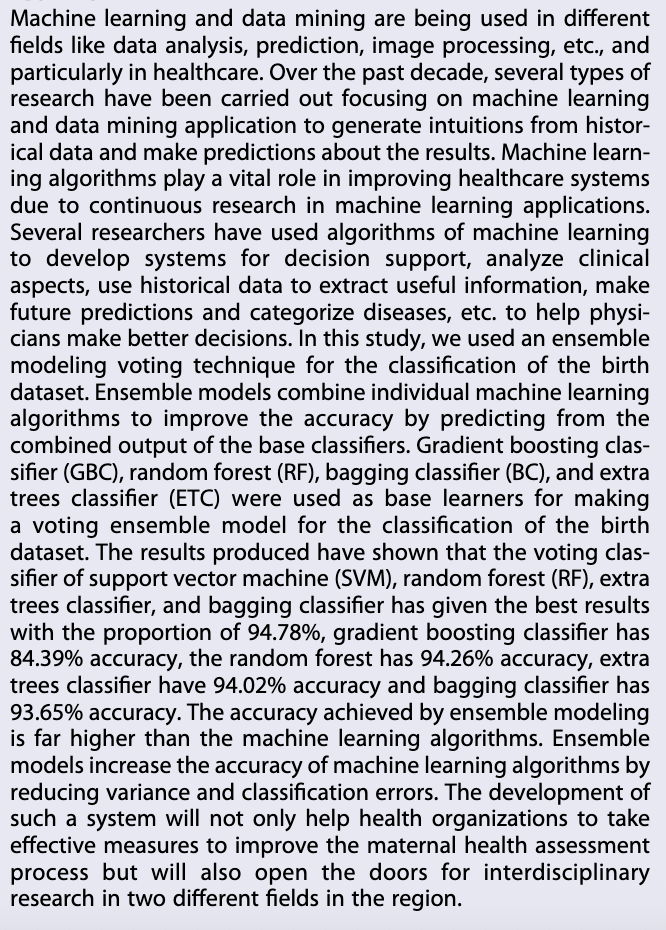 Machine learning and data mining are being used in different
fields like data analysis, prediction, image processing, etc., and
particularly in healthcare. Over the past decade, several types of
research have been carried out focusing on machine learning
and data mining application to generate intuitions from histor-
ical data and make predictions about the results. Machine learn-
ing algorithms play a vital role in improving healthcare systems
due to continuous research in machine learning applications.
Several researchers have used algorithms of machine learning
to develop systems for decision support, analyze clinical
aspects, use historical data to extract useful information, make
future predictions and categorize diseases, etc. to help physi-
cians make better decisions. In this study, we used an ensemble
modeling voting technique for the classification of the birth
dataset. Ensemble models combine individual machine learning
algorithms to improve the accuracy by predicting from the
combined output of the base classifiers. Gradient boosting clas-
sifier (GBC), random forest (RF), bagging classifier (BC), and extra
trees classifier (ETC) were used as base learners for making
a voting ensemble model for the classification of the birth
dataset. The results produced have shown that the voting clas-
sifier of support vector machine (SVM), random forest (RF), extra
trees classifier, and bagging classifier has given the best results
with the proportion of 94.78%, gradient boosting classifier has
84.39% accuracy, the random forest has 94.26% accuracy, extra
trees classifier have 94.02% accuracy and bagging classifier has
93.65% accuracy. The accuracy achieved by ensemble modeling
is far higher than the machine learning algorithms. Ensemble
models increase the accuracy of machine learning algorithms by
reducing variance and classification errors. The development of
such a system will not only help health organizations to take
effective measures to improve the maternal health assessment
process but will also open the doors for interdisciplinary
research in two different fields in the region.